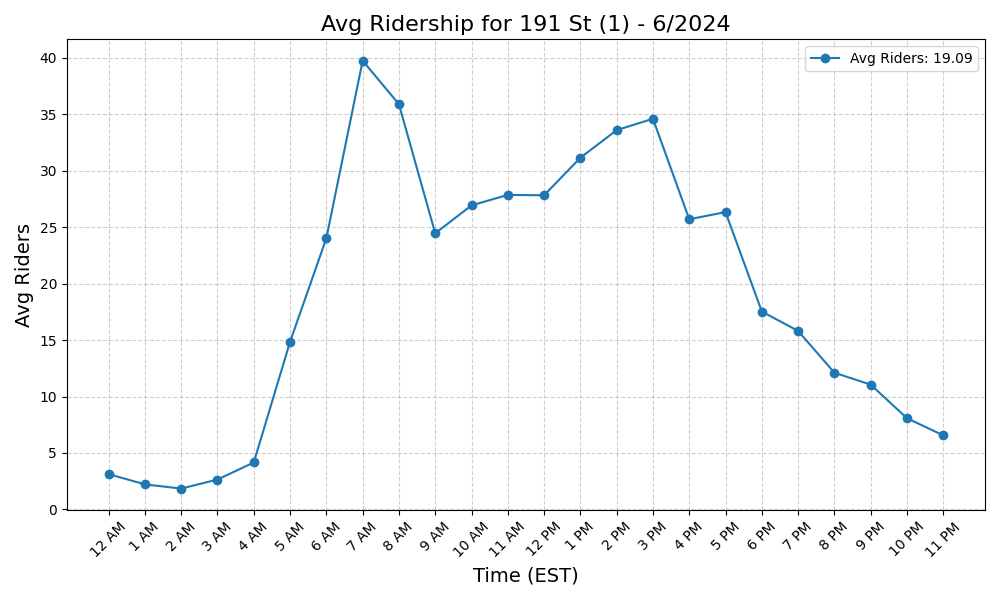 Avg Ridership for 191 St (1) - 6/2024
Avg Riders: 19.09
Avg Riders
40
35
30
25
20
15
10
5
0
12 AM
1 AM
2 AM
3 AM
4 AM
5 AM
6 AM
7 AM
8 AM
9 AM
10 AM
11 AM
12 PM
1 PM
2 PM
3 PM
4 PM
5 PM
6 PM
7 PM
8 PM
9 PM
10 PM
11 PM
Time (EST)